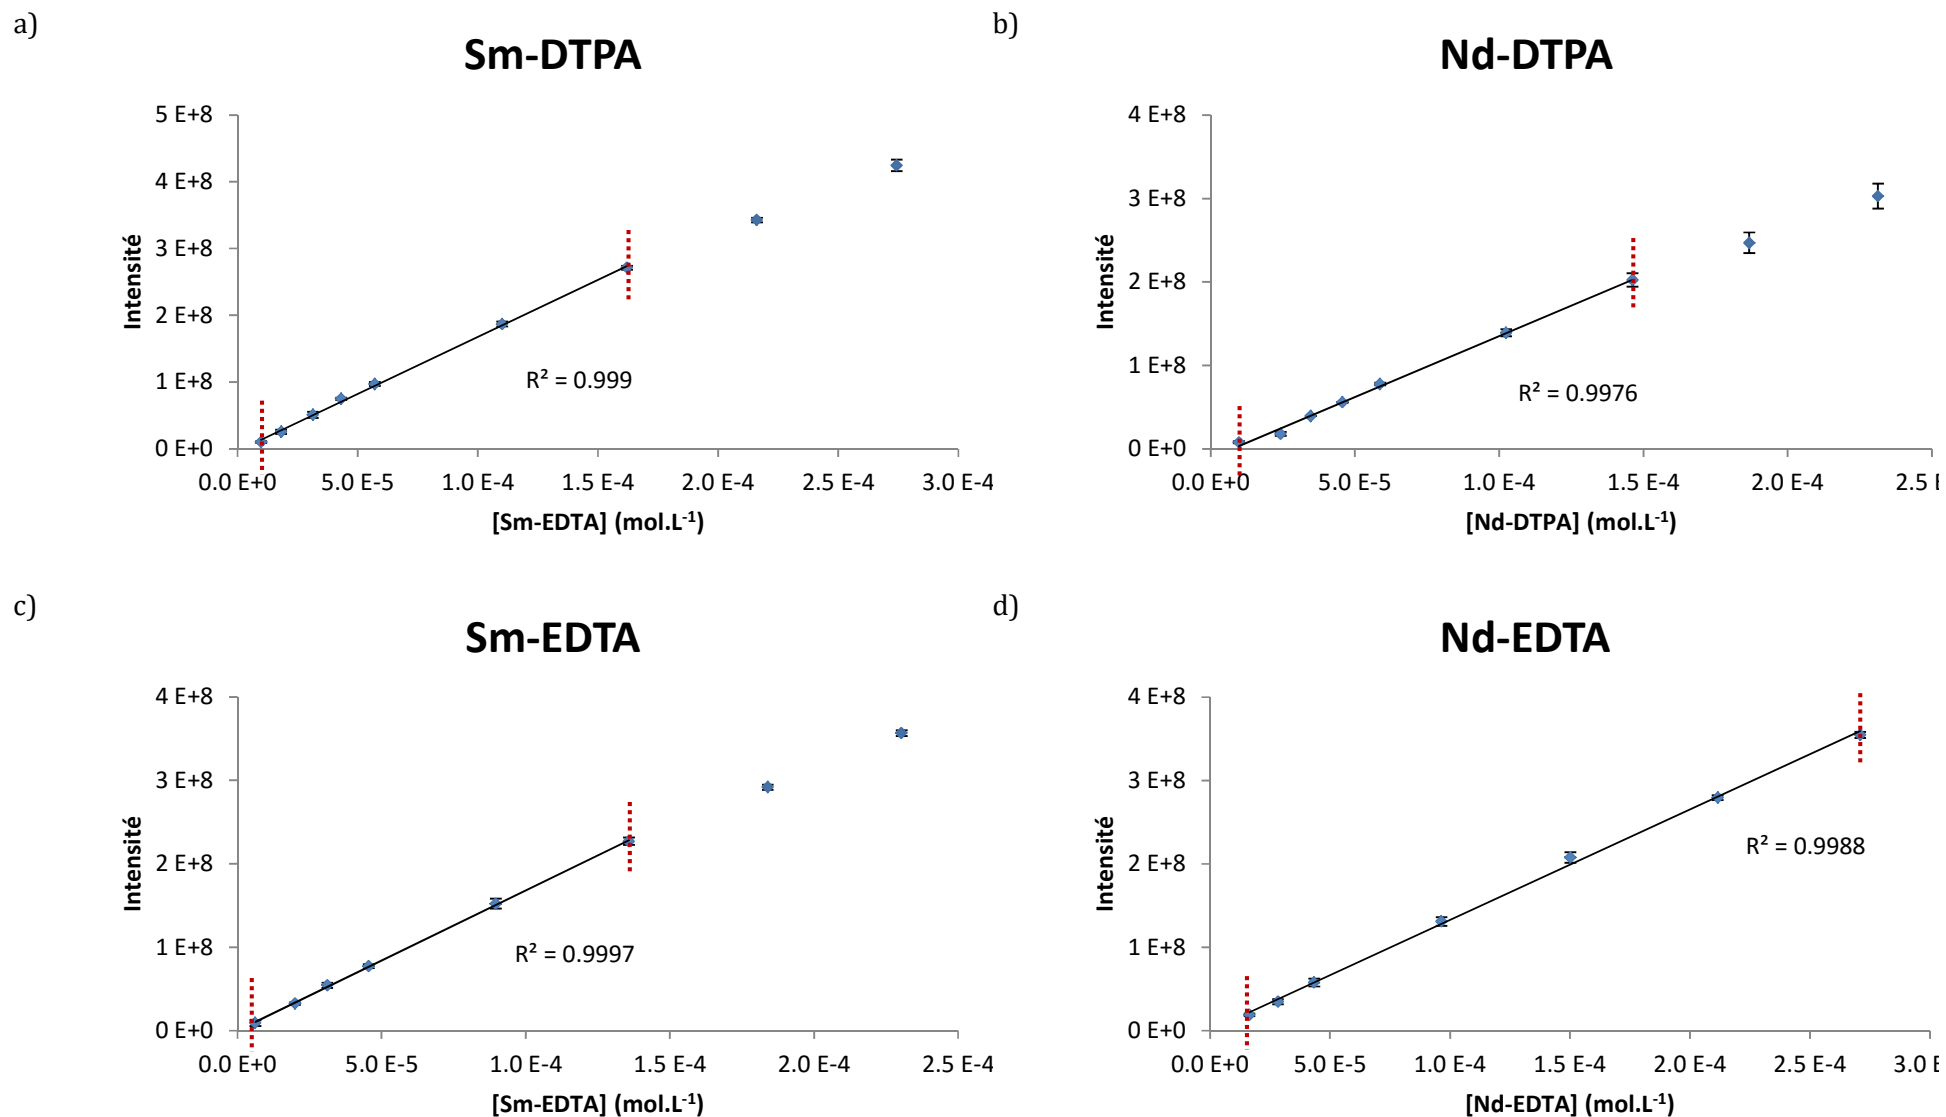 a)
Sm-DTPA
5 E+8
4 E+8
3 E+8
2 E+8
1 E+8
0 E+0
Intensité
R² = 0.999
0.0 E+0 5.0 E-5 1.0 E-4 1.5 E-4 2.0 E-4 2.5 E-4 3.0 E-4
[Sm-EDTA] (mol.L⁻¹)
b)
Nd-DTPA
4 E+8
3 E+8
2 E+8
1 E+8
0 E+0
Intensité
R² = 0.9976
0.0 E+0 5.0 E-5 1.0 E-4 1.5 E-4 2.0 E-4 2.5 E
[Nd-DTPA] (mol.L⁻¹)
c)
Sm-EDTA
4 E+8
3 E+8
2 E+8
1 E+8
0 E+0
Intensité
R² = 0.9997
0.0 E+0 5.0 E-5 1.0 E-4 1.5 E-4 2.0 E-4 2.5 E-4
[Sm-EDTA] (mol.L⁻¹)
d)
Nd-EDTA
4 E+8
3 E+8
2 E+8
1 E+8
0 E+0
Intensité
R² = 0.9988
0.0 E+0 5.0 E-5 1.0 E-4 1.5 E-4 2.0 E-4 2.5 E-4 3.0 E
[Nd-EDTA] (mol.L⁻¹)